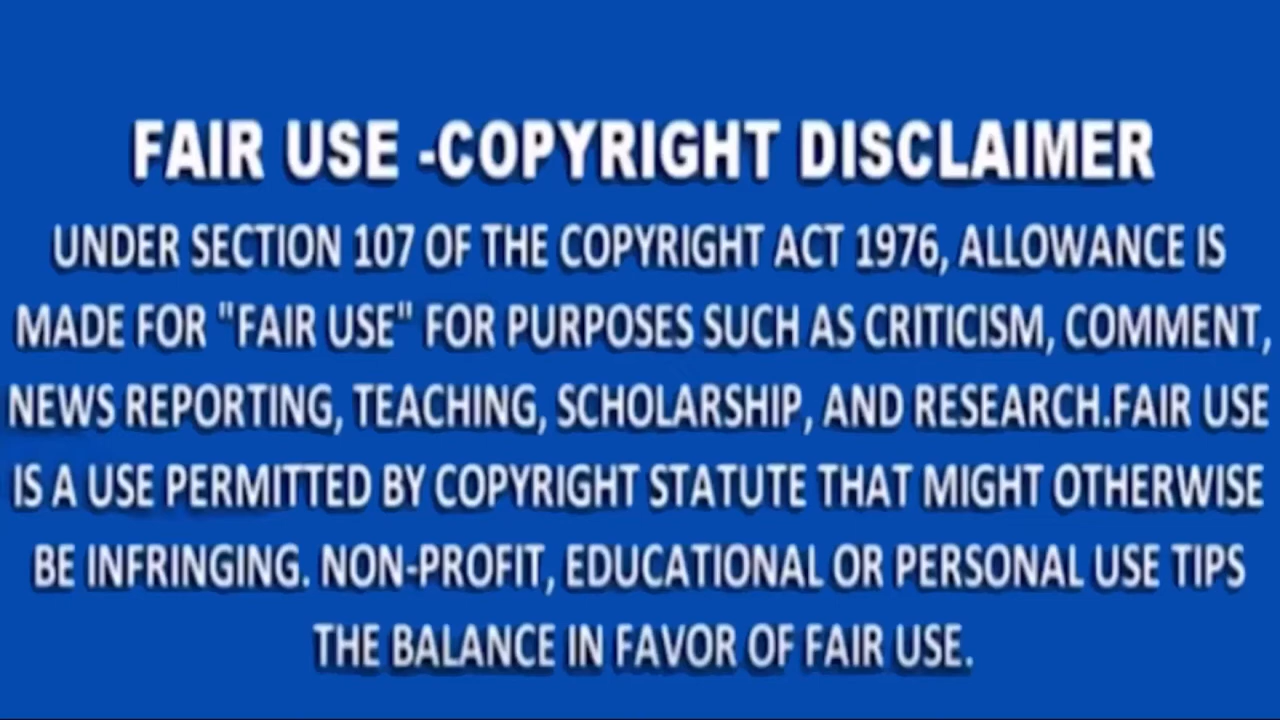 FAIR USE -COPYRIGHT DISCLAIMER
UNDER SECTION 107 OF THE COPYRIGHT ACT 1976, ALLOWANCE IS
MADE FOR "FAIR USE" FOR PURPOSES SUCH AS CRITICISM, COMMENT,
NEWS REPORTING, TEACHING, SCHOLARSHIP, AND RESEARCH.FAIR USE
IS A USE PERMITTED BY COPYRIGHT STATUTE THAT MIGHT OTHERWISE
BE INFRINGING. NON-PROFIT, EDUCATIONAL OR PERSONAL USE TIPS
THE BALANCE IN FAVOR OF FAIR USE.